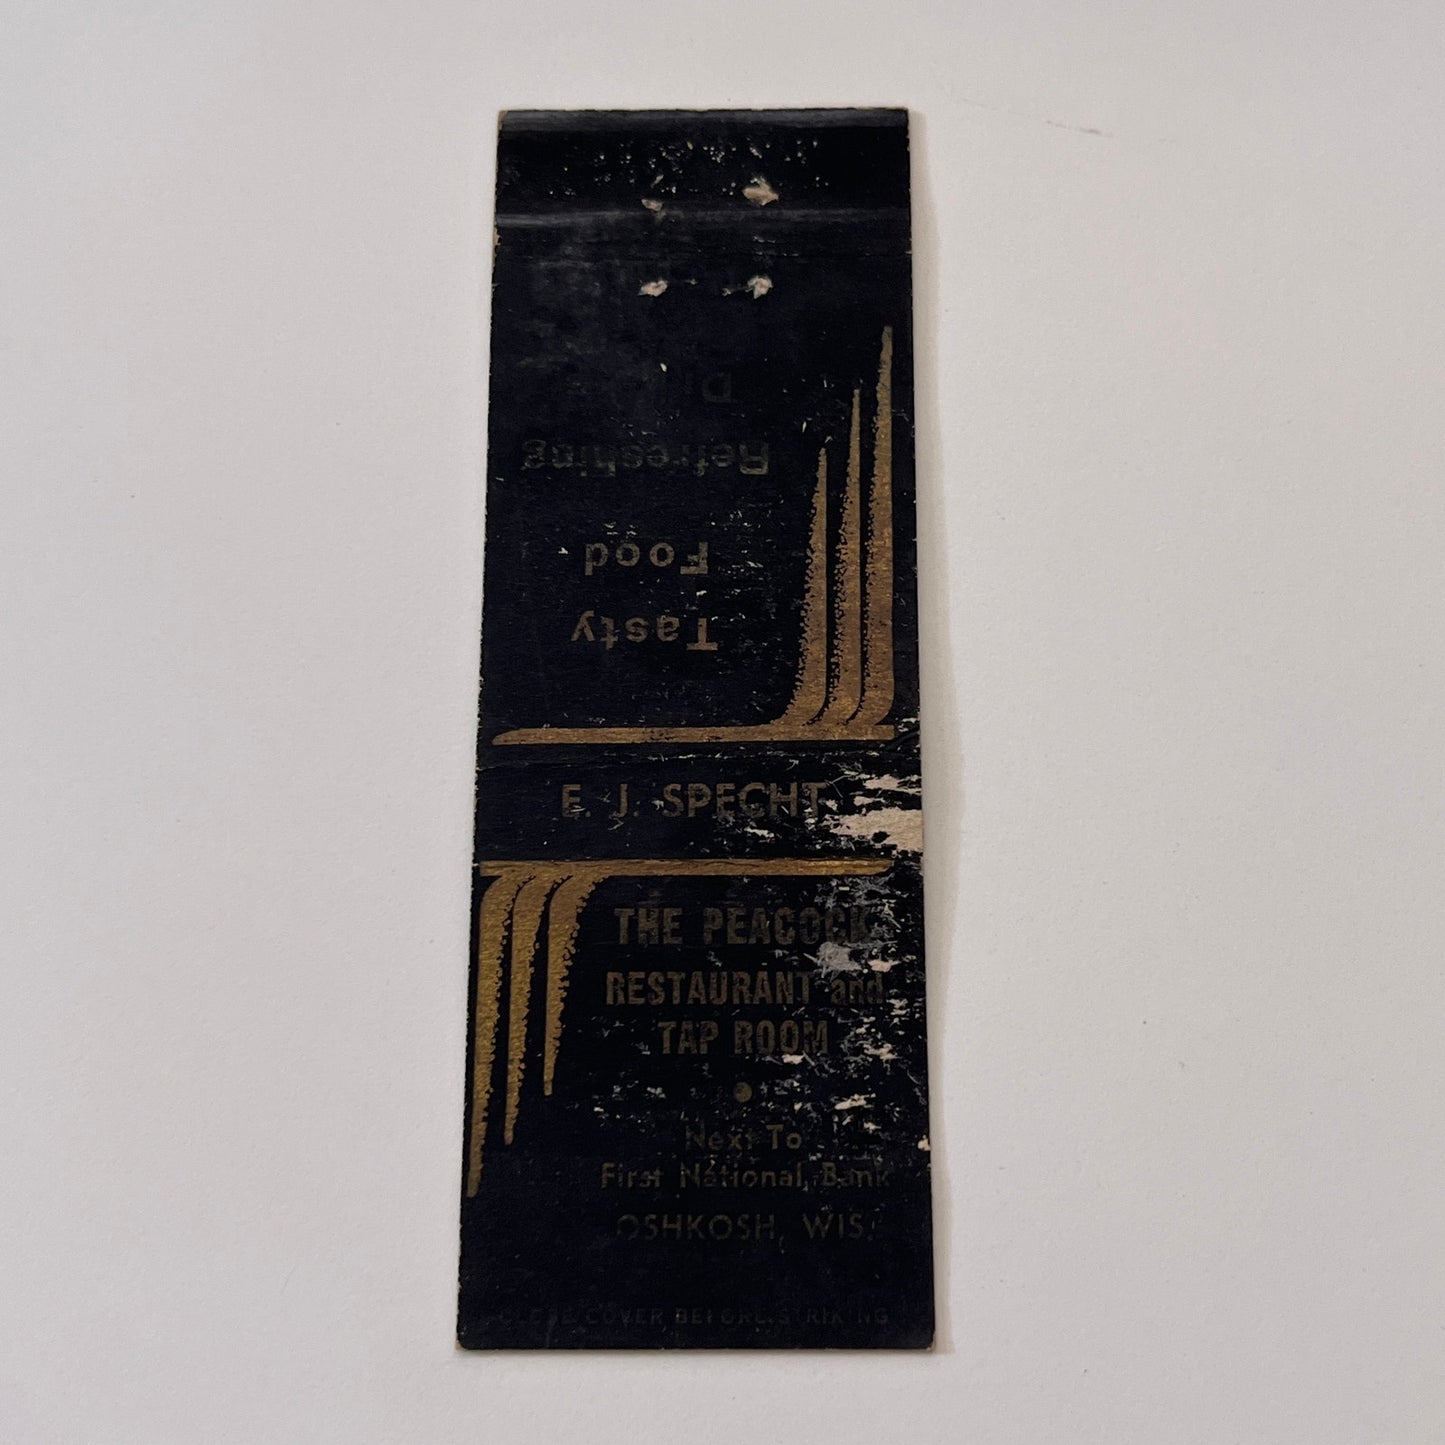 Tasty
Food
Refreshing
E. J. SPECHT
THE PEACOCK
RESTAURANT and
TAP ROOM
Next To
First National Bank
OSHKOSH, WIS.
CLOSE COVER BEFORE STRIKING